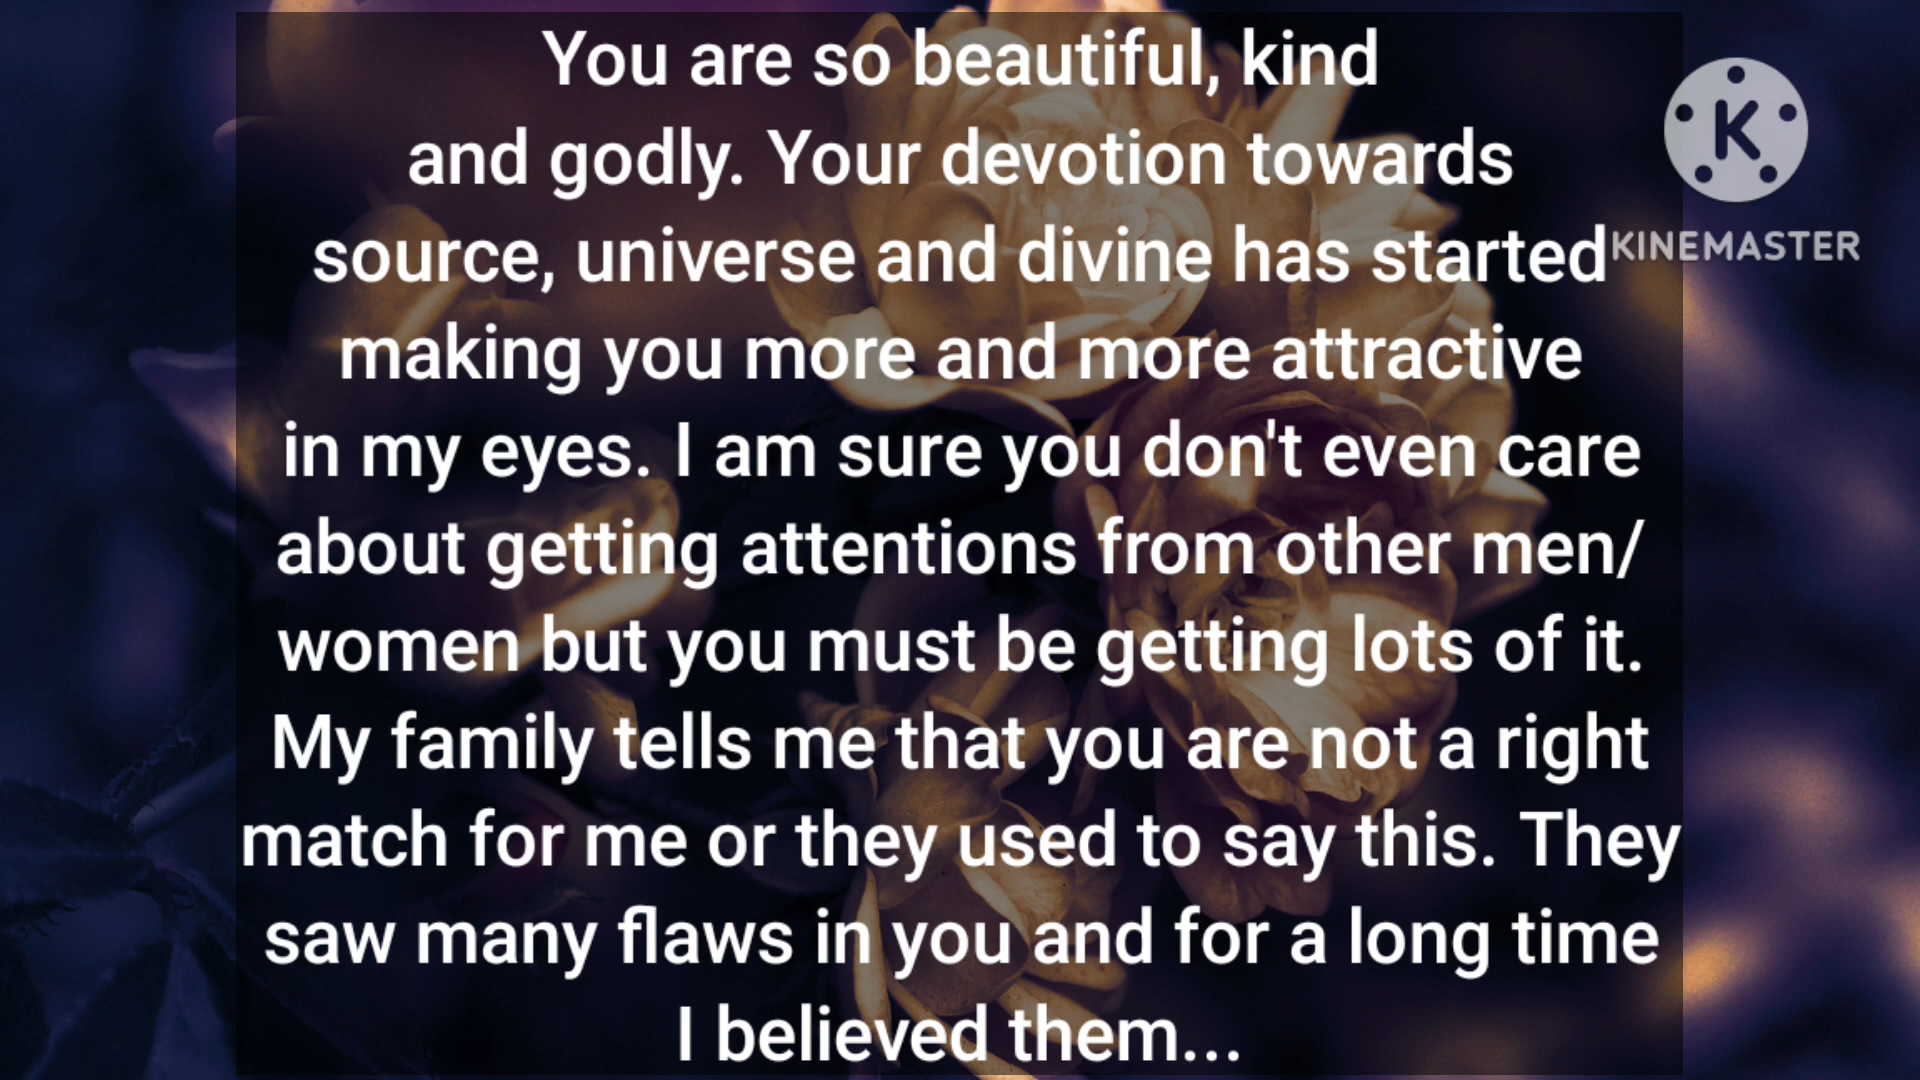 You are so beautiful, kind
and godly. Your devotion towards
source, universe and divine has started
making you more and more attractive
in my eyes. I am sure you don't even care
about getting attentions from other men/
women but you must be getting lots of it.
My family tells me that you are not a right
match for me or they used to say this. They
saw many flaws in you and for a long time
I believed them...
K
KINEMASTER